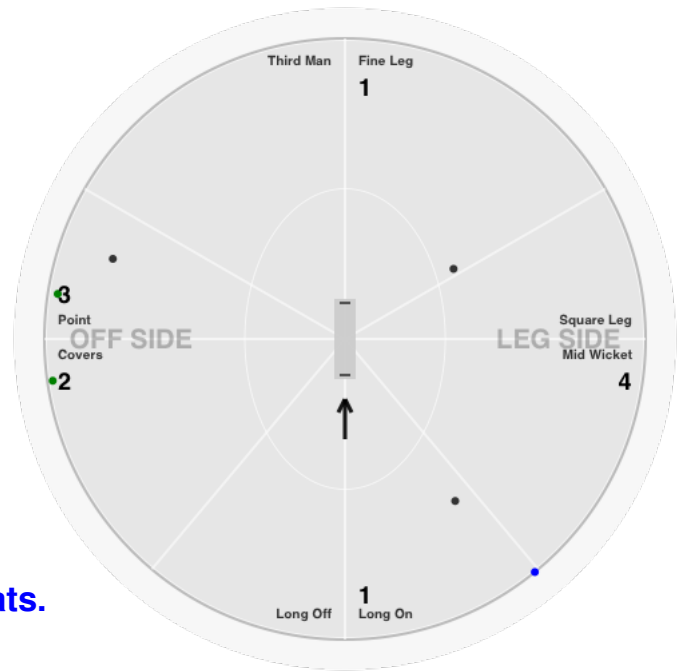 Third Man
Fine Leg
1
3
Point
Square Leg
OFF SIDE
LEG SIDE
Covers
Mid Wicket
2
4
1
Long Off
Long On
ats.